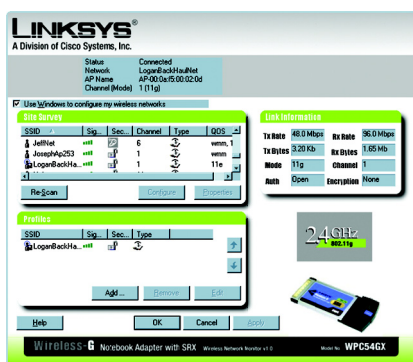 LINKSYS®
A Division of Cisco Systems, Inc.
Status Connected
Network LoganBackHaulNet
AP Name AP-00:0a:f5:00:02:0d
Channel (Mode) 1 (11g)
Use Windows to configure my wireless networks
Site Survey
SSID Sig... Sec... Channel Type QOS
JeffNet 6 wmm, 1
JosephAp253 1 wmm
LoganBackHa... 1 11e
Re-Scan Configure Properties
Profiles
SSID Sig... Sec... Type
LoganBackHa...
Add ... Remove Edit
Link Information
Tx Rate 48.0 Mbps Rx Rate 96.0 Mbps
Tx Bytes 3.20 Kb Rx Bytes 1.65 Mb
Mode 11g Channel 1
Auth Open Encryption None
2.4 GHz
802.11g
Help OK Cancel Apply
Wireless-G Notebook Adapter with SRX Wireless Network Monitor v1.0 Model No. WPC54GX